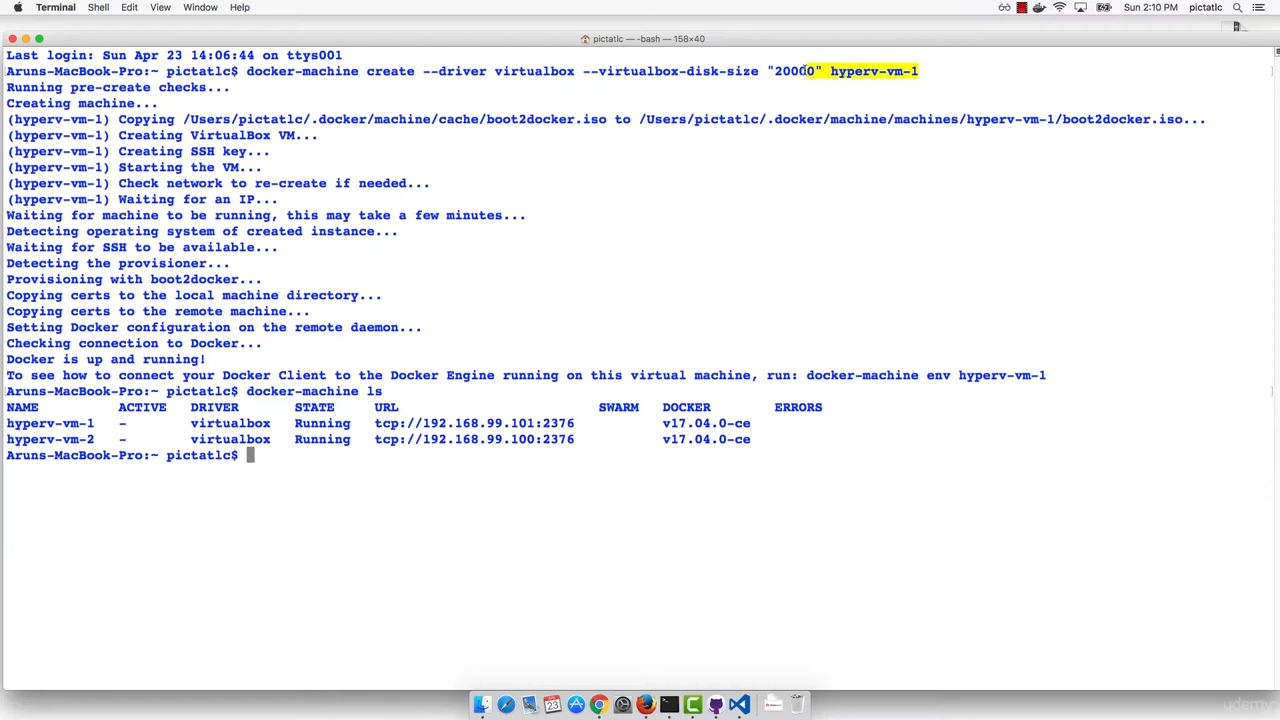 Terminal Shell Edit View Window Help Sun Apr 23 2:10 PM pictatlc
pictatlc — -bash — 158×40
Last login: Sun Apr 23 14:06:44 on ttys001
Aruns-MacBook-Pro:~ pictatlc$ docker-machine create --driver virtualbox --virtualbox-disk-size "20000" hyperv-vm-1
Running pre-create checks...
Creating machine...
(hyperv-vm-1) Copying /Users/pictatlc/.docker/machine/cache/boot2docker.iso to /Users/pictatlc/.docker/machine/machines/hyperv-vm-1/boot2docker.iso...
(hyperv-vm-1) Creating VirtualBox VM...
(hyperv-vm-1) Creating SSH key...
(hyperv-vm-1) Starting the VM...
(hyperv-vm-1) Check network to re-create if needed...
(hyperv-vm-1) Waiting for an IP...
Waiting for machine to be running, this may take a few minutes...
Detecting operating system of created instance...
Waiting for SSH to be available...
Detecting the provisioner...
Provisioning with boot2docker...
Copying certs to the local machine directory...
Copying certs to the remote machine...
Setting Docker configuration on the remote daemon...
Checking connection to Docker...
Docker is up and running!
To see how to connect your Docker Client to the Docker Engine running on this virtual machine, run: docker-machine env hyperv-vm-1
Aruns-MacBook-Pro:~ pictatlc$ docker-machine ls
NAME ACTIVE DRIVER STATE URL SWARM DOCKER ERRORS
hyperv-vm-1 - virtualbox Running tcp://192.168.99.101:2376 v17.04.0-ce
hyperv-vm-2 - virtualbox Running tcp://192.168.99.100:2376 v17.04.0-ce
Aruns-MacBook-Pro:~ pictatlc$
23
udemy